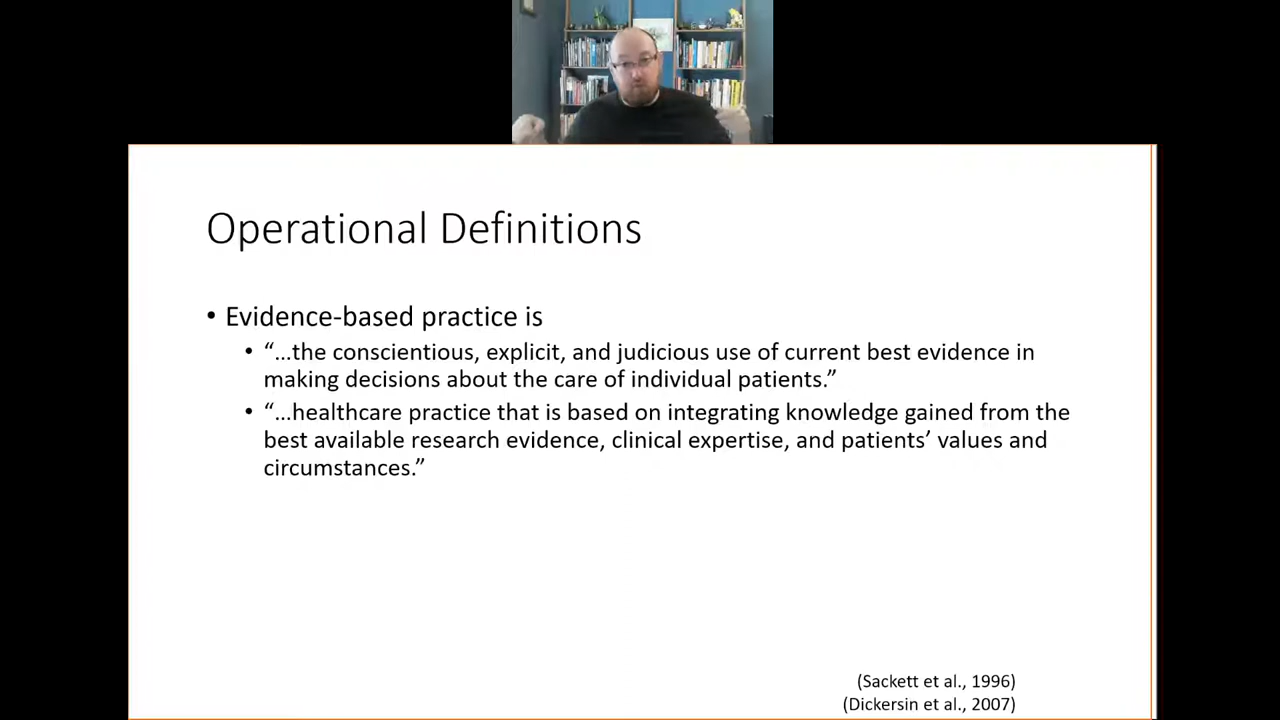 Operational Definitions
• Evidence-based practice is
• “...the conscientious, explicit, and judicious use of current best evidence in
making decisions about the care of individual patients.”
• “...healthcare practice that is based on integrating knowledge gained from the
best available research evidence, clinical expertise, and patients’ values and
circumstances.”
(Sackett et al., 1996)
(Dickersin et al., 2007)